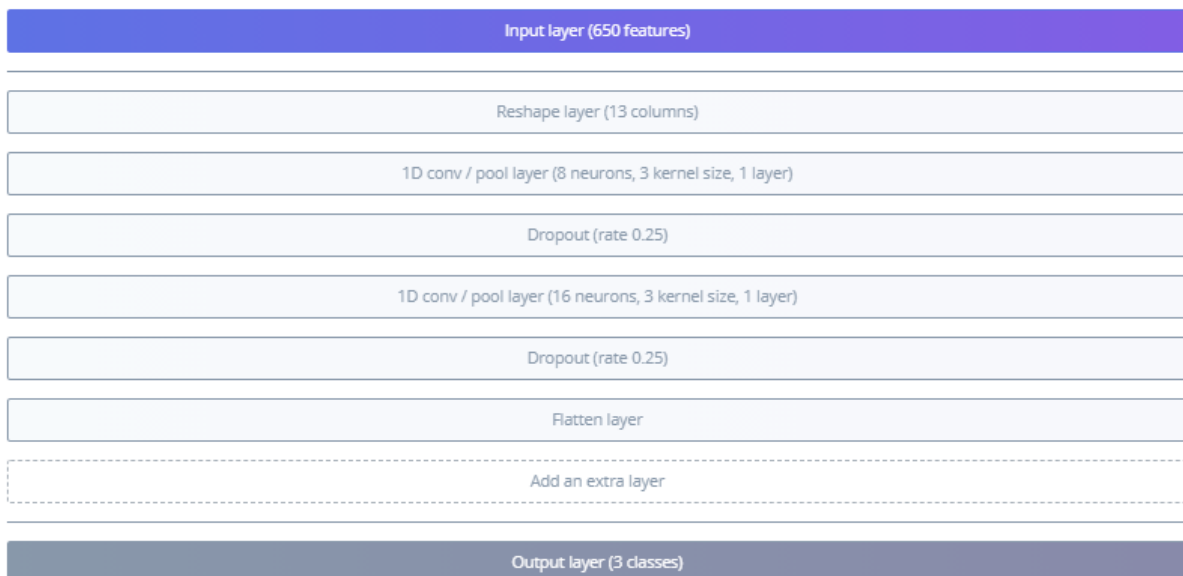 Input layer (650 features)
Reshape layer (13 columns)
1D conv / pool layer (8 neurons, 3 kernel size, 1 layer)
Dropout (rate 0.25)
1D conv / pool layer (16 neurons, 3 kernel size, 1 layer)
Dropout (rate 0.25)
Flatten layer
Add an extra layer
Output layer (3 classes)